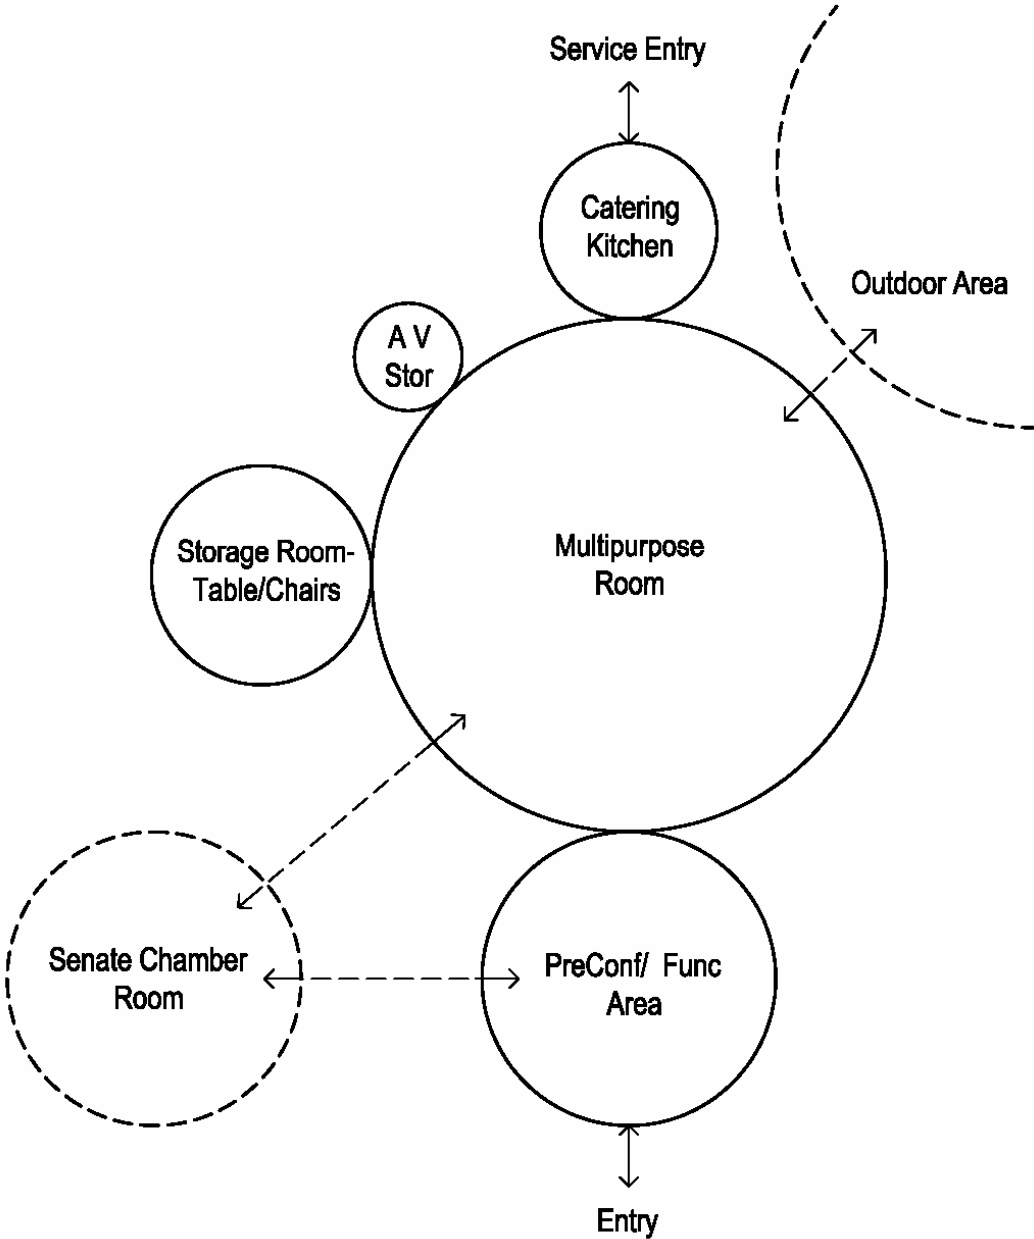 Service Entry
Catering
Kitchen
Outdoor Area
A V
Stor
Multipurpose
Room
Storage Room-
Table/Chairs
Senate Chamber
Room
PreConf/ Func
Area
Entry